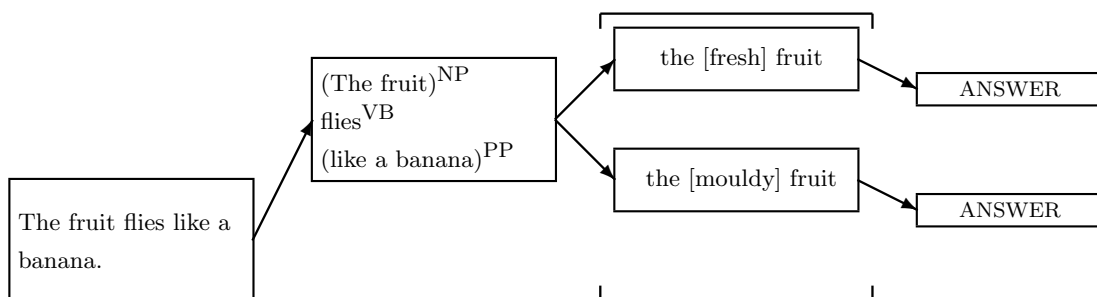 the [fresh] fruit
ANSWER
(The fruit)NP
fliesVB
(like a banana)PP
the [mouldy] fruit
ANSWER
The fruit flies like a
banana.